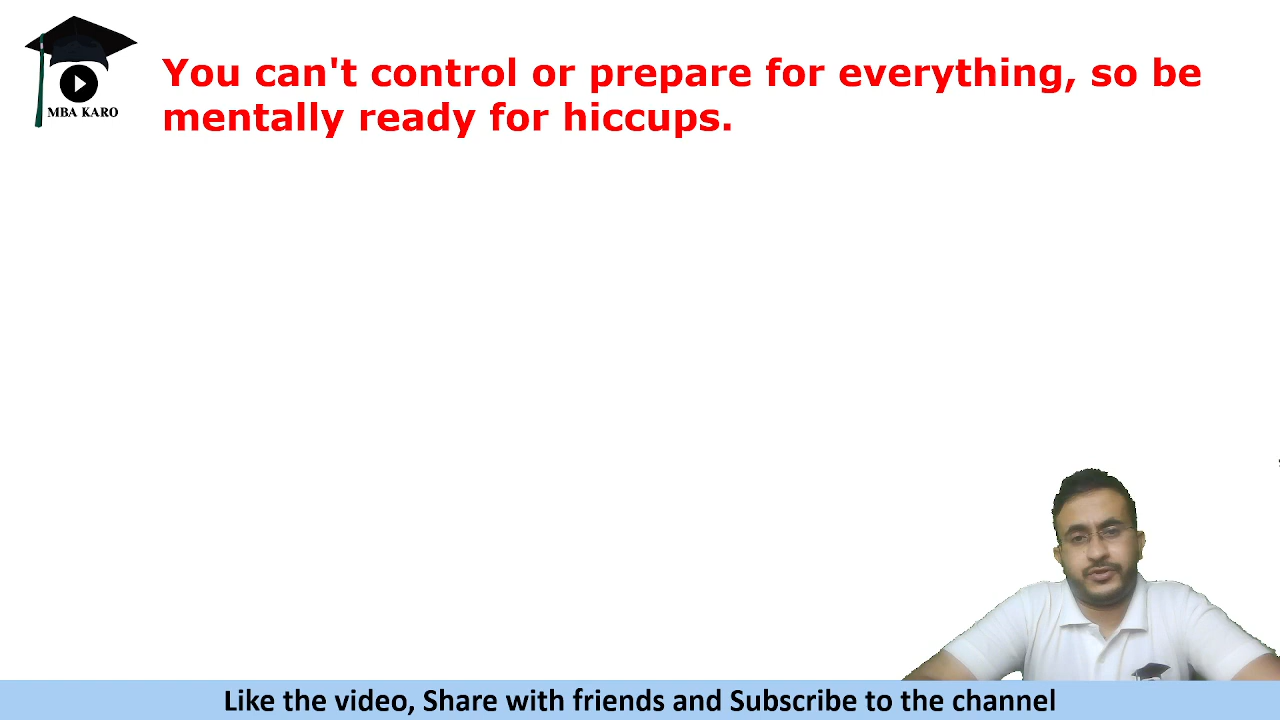 MBA KARO
You can't control or prepare for everything, so be
mentally ready for hiccups.
Like the video, Share with friends and Subscribe to the channel